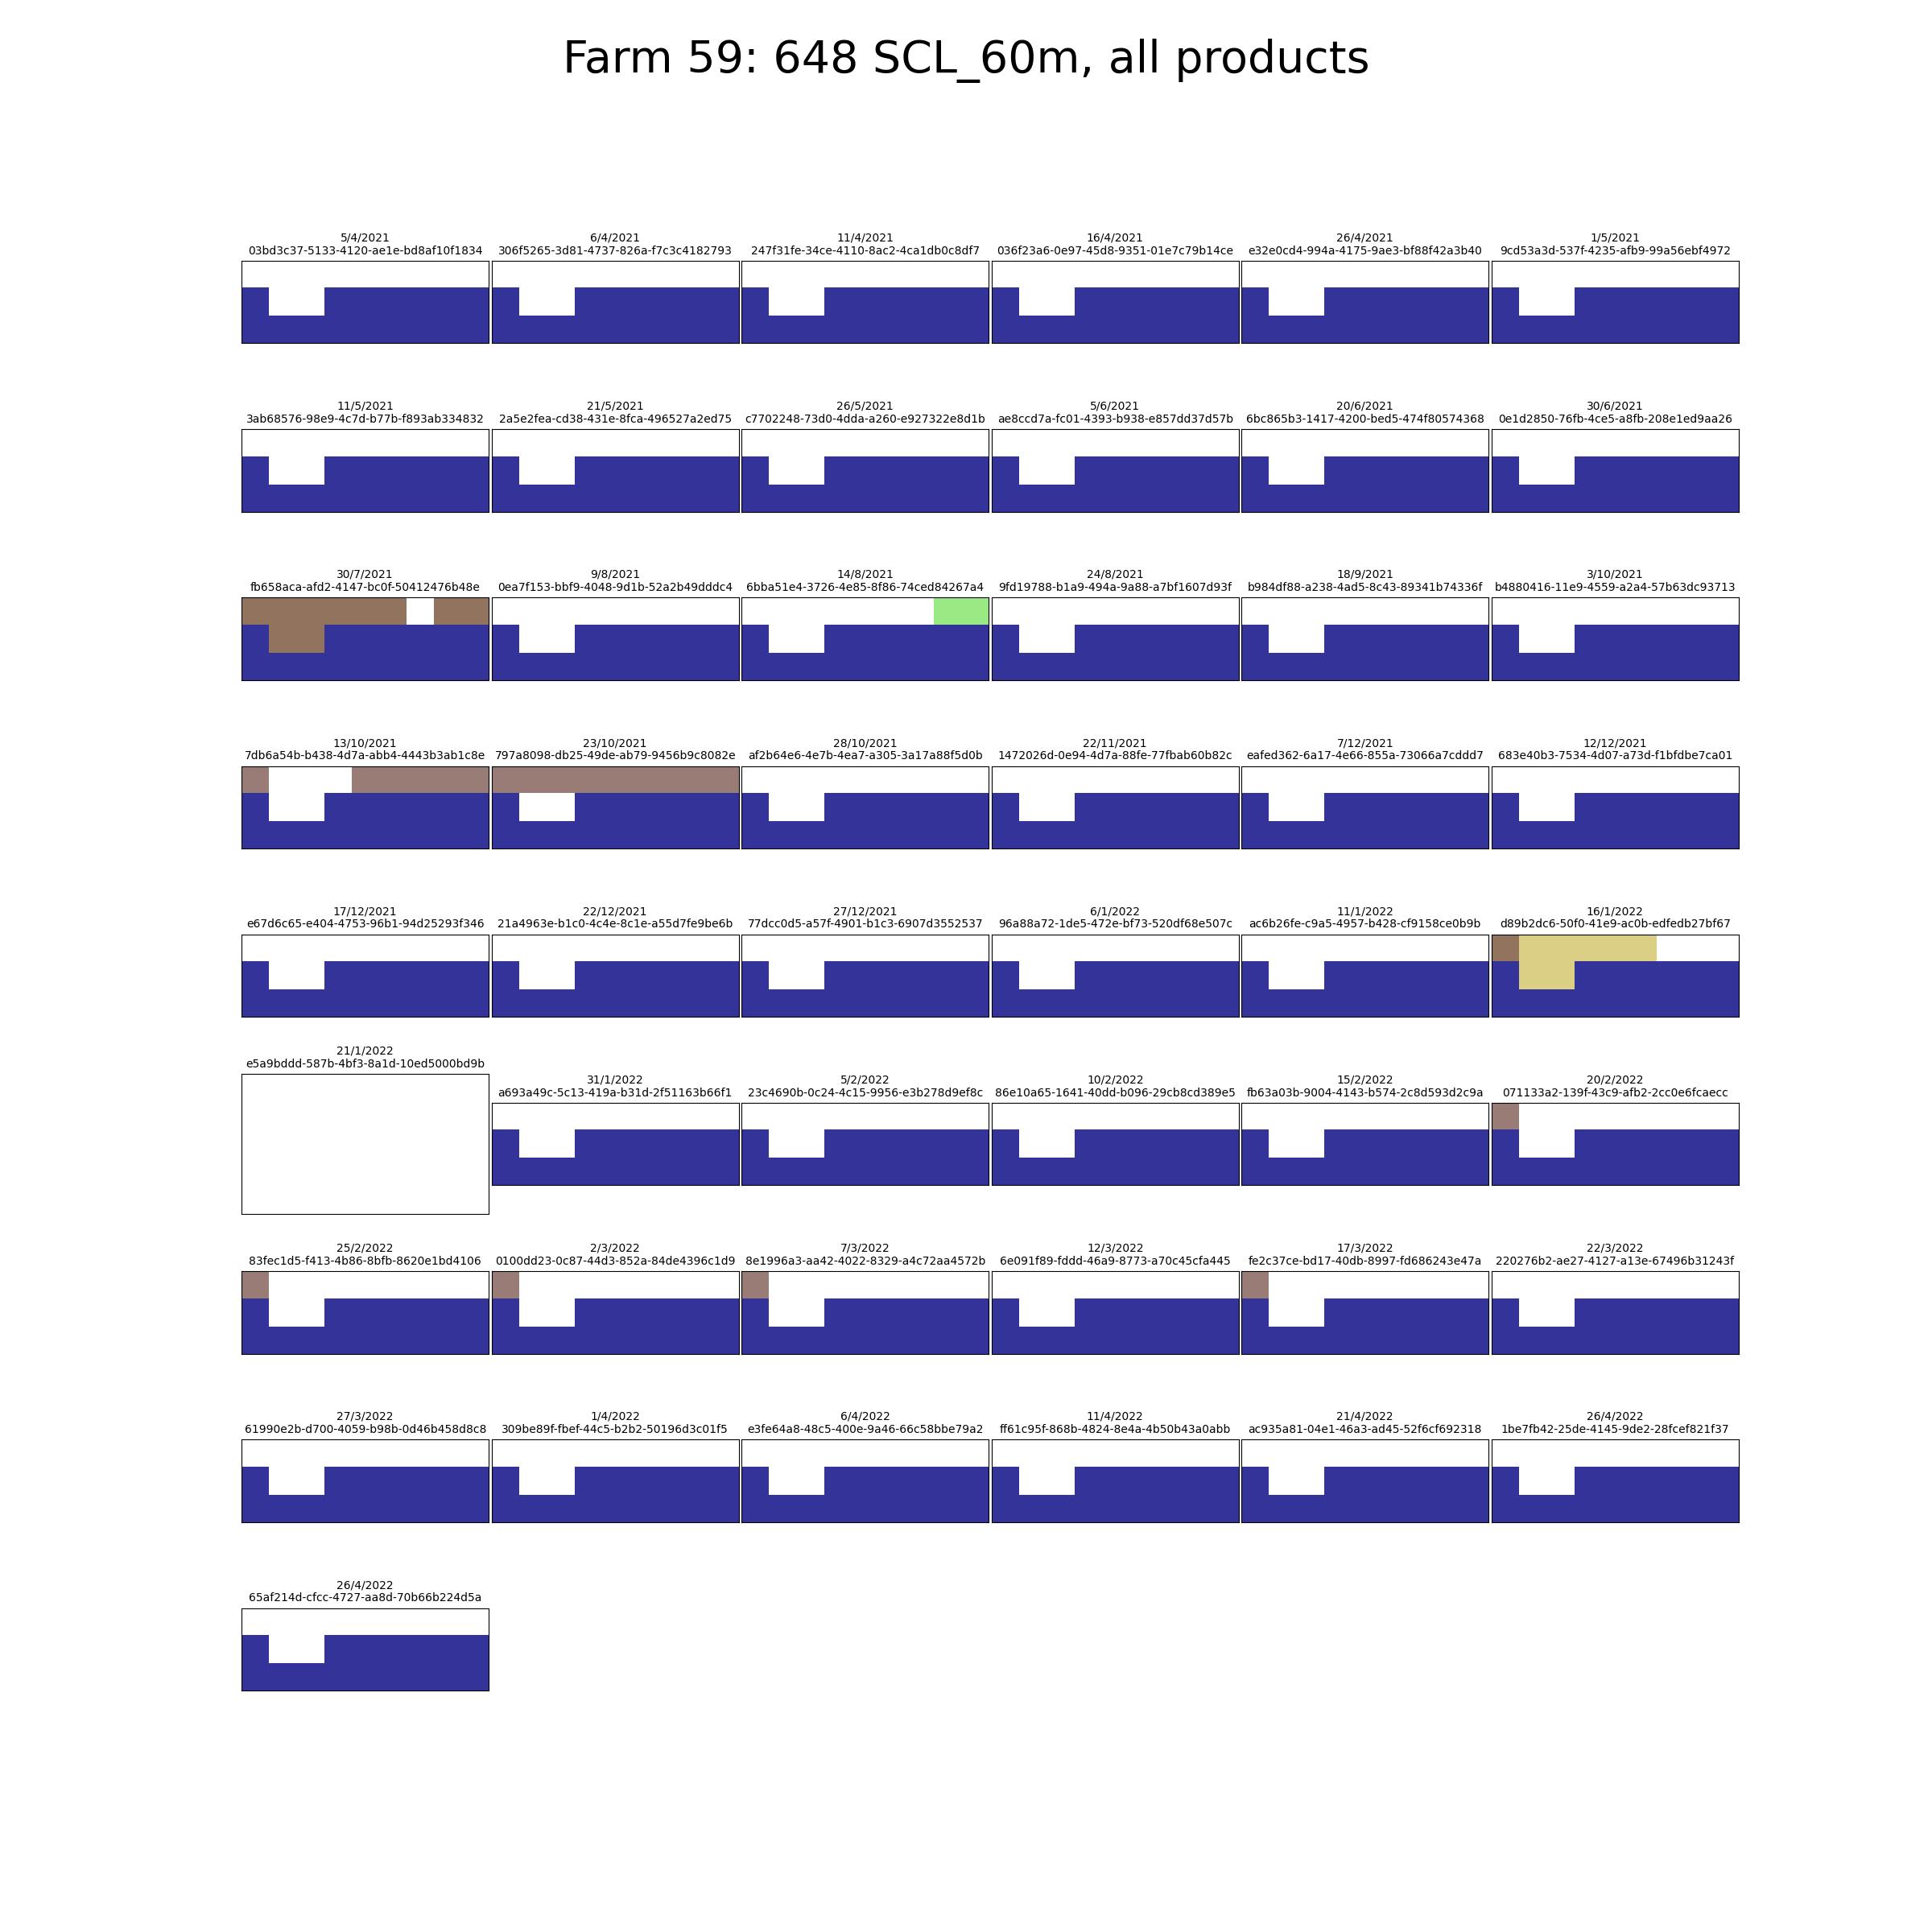 Farm 59: 648 SCL_60m, all products
5/4/2021
03bd3c37-5133-4120-ae1e-bd8af10f1834
6/4/2021
306f5265-3d81-4737-826a-f7c3c4182793
11/4/2021
247f31fe-34ce-4110-8ac2-4ca1db0c8df7
16/4/2021
036f23a6-0e97-45d8-9351-01e7c79b14ce
26/4/2021
e32e0cd4-994a-4175-9ae3-bf88f42a3b40
1/5/2021
9cd53a3d-537f-4235-afb9-99a56ebf4972
11/5/2021
3ab68576-98e9-4c7d-b77b-f893ab334832
21/5/2021
2a5e2fea-cd38-431e-8fca-496527a2ed75
26/5/2021
c7702248-73d0-4dda-a260-e927322e8d1b
5/6/2021
ae8ccd7a-fc01-4393-b938-e857dd37d57b
20/6/2021
6bc865b3-1417-4200-bed5-474f80574368
30/6/2021
0e1d2850-76fb-4ce5-a8fb-208e1ed9aa26
30/7/2021
fb658aca-afd2-4147-bc0f-50412476b48e
9/8/2021
0ea7f153-bbf9-4048-9d1b-52a2b49dddc4
14/8/2021
6bba51e4-3726-4e85-8f86-74ced84267a4
24/8/2021
9fd19788-b1a9-494a-9a88-a7bf1607d93f
18/9/2021
b984df88-a238-4ad5-8c43-89341b74336f
3/10/2021
b4880416-11e9-4559-a2a4-57b63dc93713
13/10/2021
7db6a54b-b438-4d7a-abb4-4443b3ab1c8e
23/10/2021
797a8098-db25-49de-ab79-9456b9c8082e
28/10/2021
af2b64e6-4e7b-4ea7-a305-3a17a88f5d0b
22/11/2021
1472026d-0e94-4d7a-88fe-77fbab60b82c
7/12/2021
eafed362-6a17-4e66-855a-73066a7cddd7
12/12/2021
683e40b3-7534-4d07-a73d-f1bfdbe7ca01
17/12/2021
e67d6c65-e404-4753-96b1-94d25293f346
22/12/2021
21a4963e-b1c0-4c4e-8c1e-a55d7fe9be6b
27/12/2021
77dcc0d5-a57f-4901-b1c3-6907d3552537
6/1/2022
96a88a72-1de5-472e-bf73-520df68e507c
11/1/2022
ac6b26fe-c9a5-4957-b428-cf9158ce0b9b
16/1/2022
d89b2dc6-50f0-41e9-ac0b-edfedb27bf67
21/1/2022
e5a9bddd-587b-4bf3-8a1d-10ed5000bd9b
31/1/2022
a693a49c-5c13-419a-b31d-2f51163b66f1
5/2/2022
23c4690b-0c24-4c15-9956-e3b278d9ef8c
10/2/2022
86e10a65-1641-40dd-b096-29cb8cd389e5
15/2/2022
fb63a03b-9004-4143-b574-2c8d593d2c9a
20/2/2022
071133a2-139f-43c9-afb2-2cc0e6fcaecc
25/2/2022
83fec1d5-f413-4b86-8bfb-8620e1bd4106
2/3/2022
0100dd23-0c87-44d3-852a-84de4396c1d9
7/3/2022
8e1996a3-aa42-4022-8329-a4c72aa4572b
12/3/2022
6e091f89-fddd-46a9-8773-a70c45cfa445
17/3/2022
fe2c37ce-bd17-40db-8997-fd686243e47a
22/3/2022
220276b2-ae27-4127-a13e-67496b31243f
27/3/2022
61990e2b-d700-4059-b98b-0d46b458d8c8
1/4/2022
309be89f-fbef-44c5-b2b2-50196d3c01f5
6/4/2022
e3fe64a8-48c5-400e-9a46-66c58bbe79a2
11/4/2022
ff61c95f-868b-4824-8e4a-4b50b43a0abb
21/4/2022
ac935a81-04e1-46a3-ad45-52f6cf692318
26/4/2022
1be7fb42-25de-4145-9de2-28fcef821f37
26/4/2022
65af214d-cfcc-4727-aa8d-70b66b224d5a